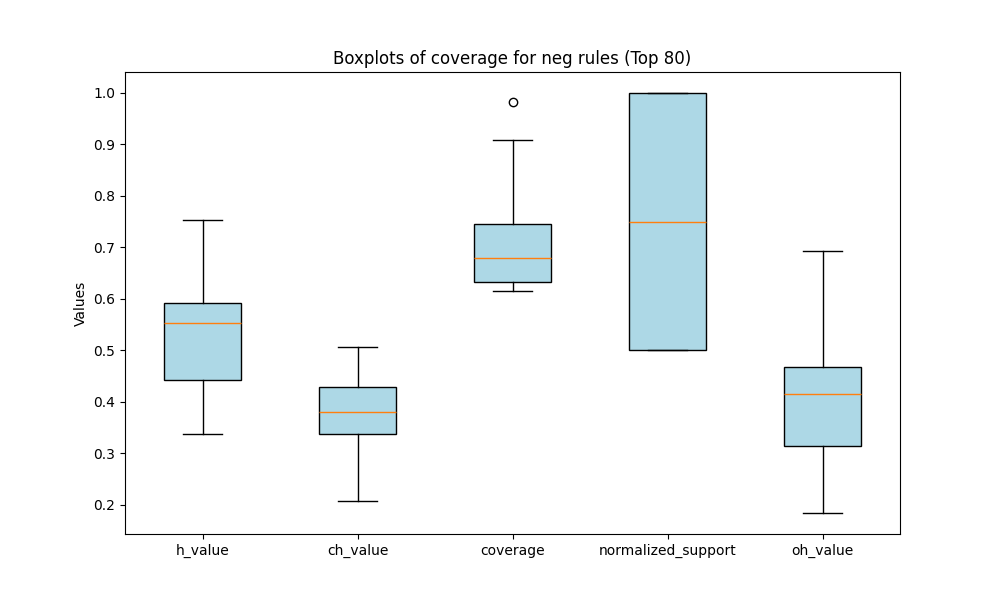 Boxplots of coverage for neg rules (Top 80)
1.0
0.9
0.8
0.7
0.6
0.5
0.4
0.3
0.2
Values
h_value
ch_value
coverage
normalized_support
oh_value